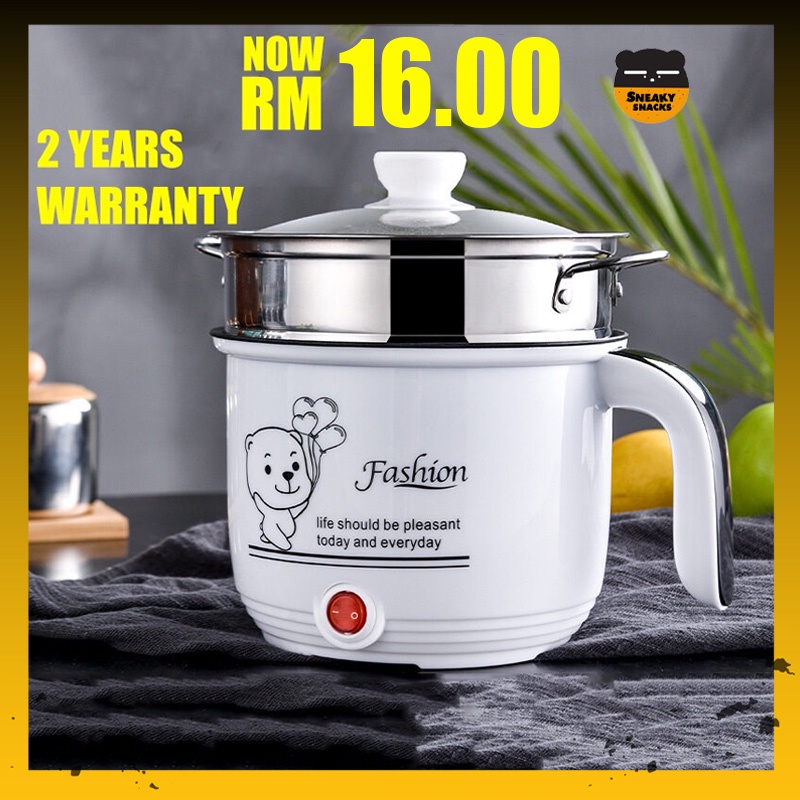 NOW
RM 16.00
SNEAKY
SNACKS
2 YEARS
WARRANTY
Fashion
life should be pleasant
today and everyday